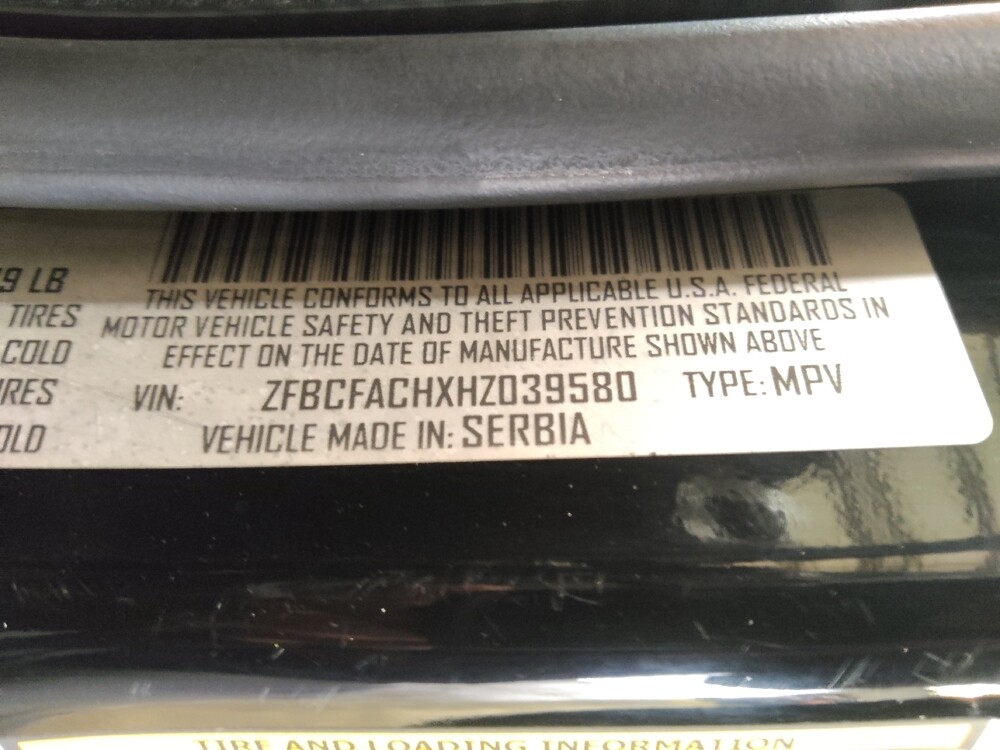 9 LB
THIS VEHICLE CONFORMS TO ALL APPLICABLE U.S.A. FEDERAL
TIRES MOTOR VEHICLE SAFETY AND THEFT PREVENTION STANDARDS IN
COLD EFFECT ON THE DATE OF MANUFACTURE SHOWN ABOVE
RES VIN: ZFBCFACHXHZ039580 TYPE: MPV
OLD VEHICLE MADE IN: SERBIA
TIRE AND LOADING INFORMATION